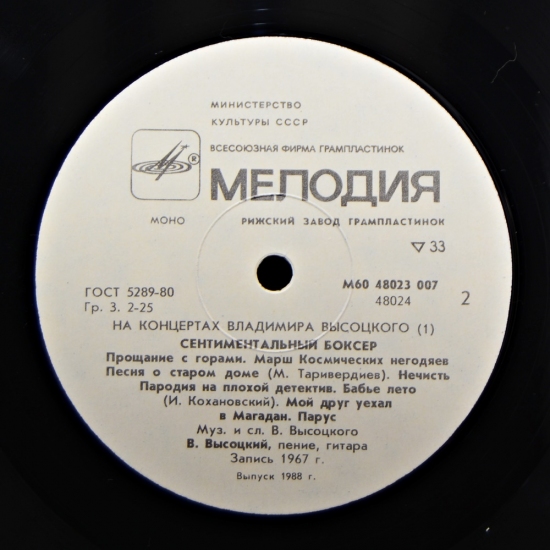 МИНИСТЕРСТВО
КУЛЬТУРЫ СССР
ВСЕСОЮЗНАЯ ФИРМА ГРАМПЛАСТИНОК
®
МЕЛОДИЯ
МОНО РИЖСКИЙ ЗАВОД ГРАМПЛАСТИНОК
▽ 33
ГОСТ 5289-80 М60 48023 007
Гр. 3. 2-25 48024 2
НА КОНЦЕРТАХ ВЛАДИМИРА ВЫСОЦКОГО (1)
СЕНТИМЕНТАЛЬНЫЙ БОКСЕР
Прощание с горами. Марш Космических негодяев
Песня о старом доме (М. Таривердиев). Нечисть
Пародия на плохой детектив. Бабье лето
(И. Кохановский). Мой друг уехал
в Магадан. Парус
Муз. и сл. В. Высоцкого
В. Высоцкий, пение, гитара
Запись 1967 г.
Выпуск 1988 г.